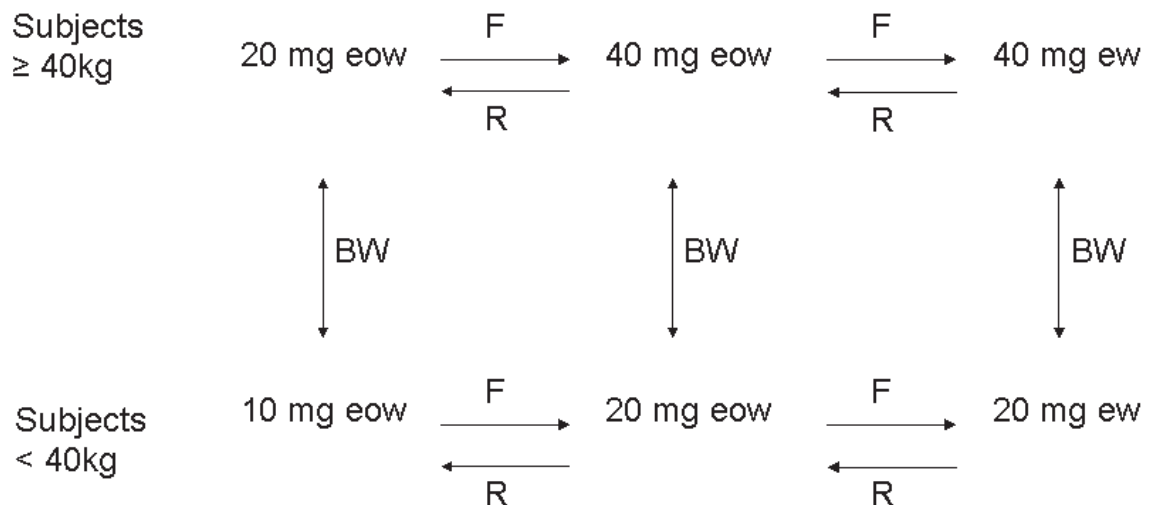 Subjects
≥ 40kg
F
F
20 mg eow
40 mg eow
40 mg ew
R
R
BW
BW
BW
F
F
10 mg eow
20 mg eow
20 mg ew
Subjects
< 40kg
R
R